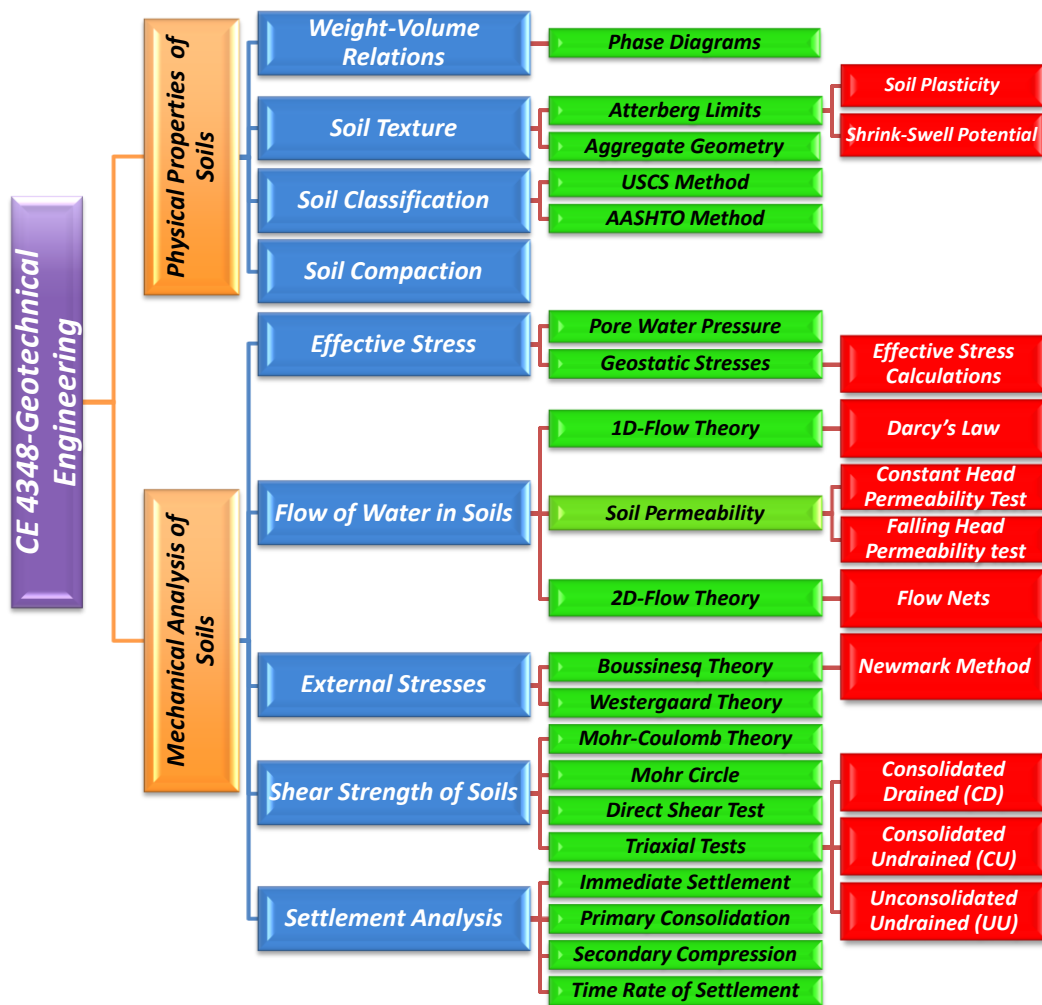 CE 4348-Geotechnical
Engineering
Physical Properties of
Soils
Weight-Volume
Relations
Phase Diagrams
Soil Texture
Atterberg Limits
Soil Plasticity
Shrink-Swell Potential
Aggregate Geometry
Soil Classification
USCS Method
AASHTO Method
Soil Compaction
Mechanical Analysis of
Soils
Effective Stress
Pore Water Pressure
Geostatic Stresses
Effective Stress
Calculations
Flow of Water in Soils
1D-Flow Theory
Darcy's Law
Soil Permeability
Constant Head
Permeability Test
Falling Head
Permeability test
2D-Flow Theory
Flow Nets
External Stresses
Boussinesq Theory
Newmark Method
Westergaard Theory
Shear Strength of Soils
Mohr-Coulomb Theory
Mohr Circle
Direct Shear Test
Triaxial Tests
Consolidated
Drained (CD)
Consolidated
Undrained (CU)
Unconsolidated
Undrained (UU)
Settlement Analysis
Immediate Settlement
Primary Consolidation
Secondary Compression
Time Rate of Settlement